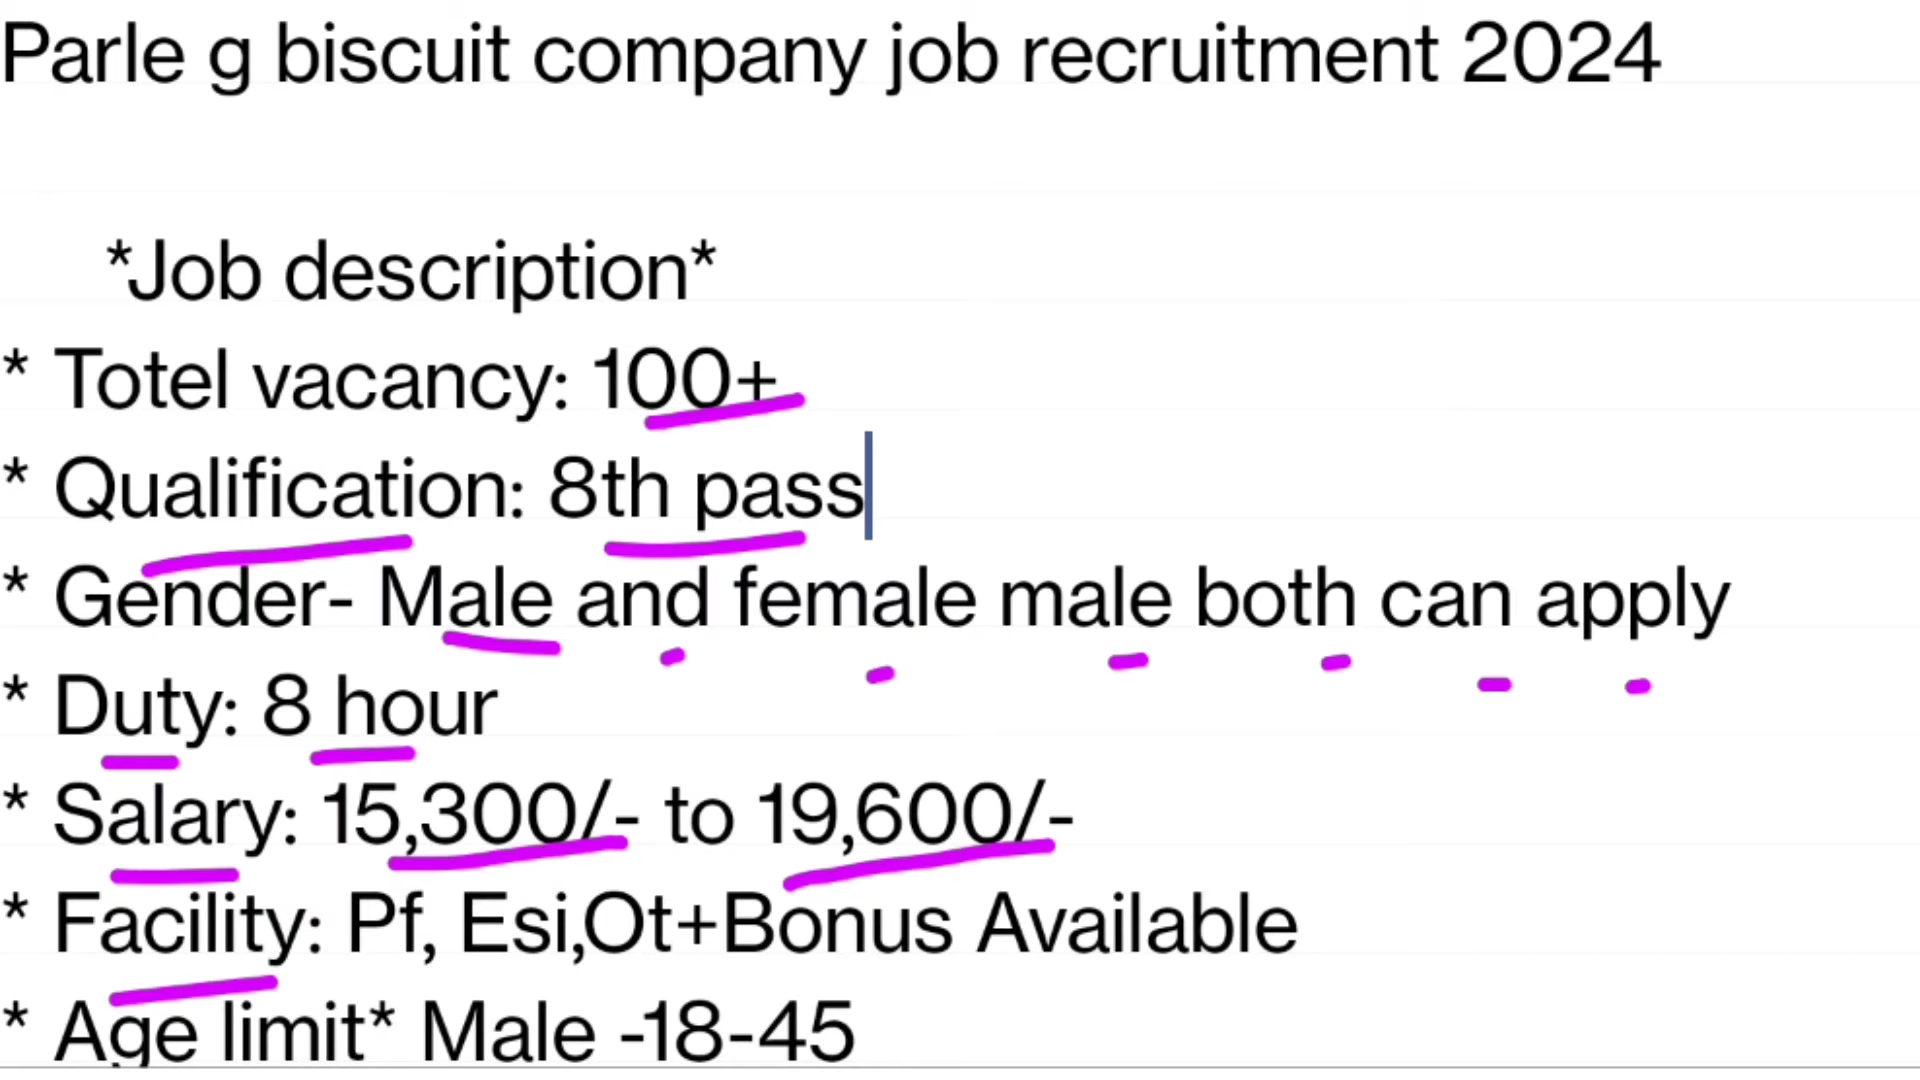 Parle g biscuit company job recruitment 2024
*Job description*
* Totel vacancy: 100+
* Qualification: 8th pass
* Gender- Male and female male both can apply
* Duty: 8 hour
* Salary: 15,300/- to 19,600/-
* Facility: Pf, Esi,Ot+Bonus Available
* Age limit* Male -18-45